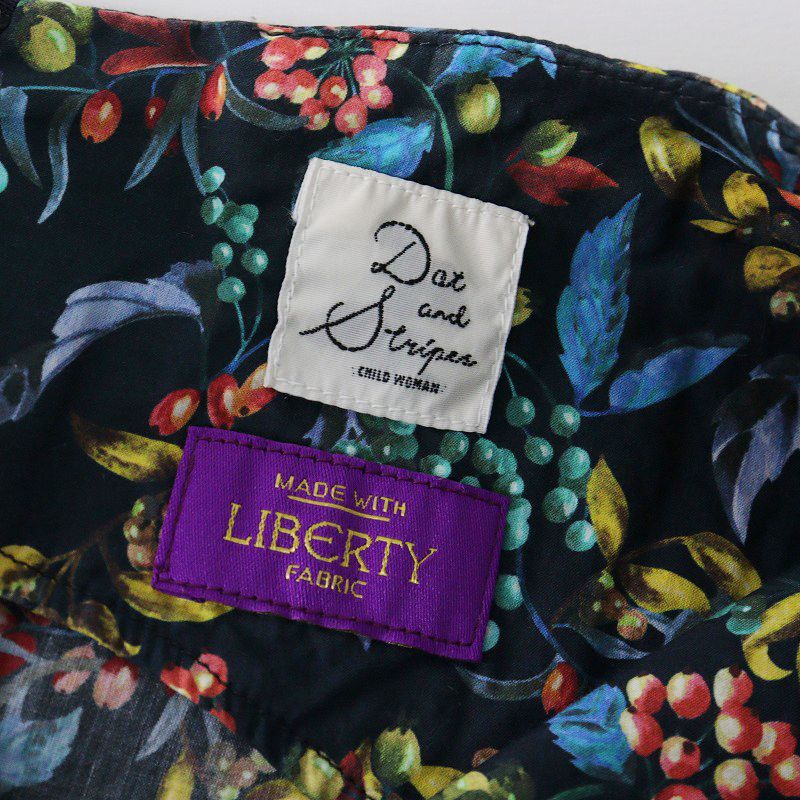 Dot
and
Stripes
·CHILD WOMAN·
MADE WITH
LIBERTY
FABRIC